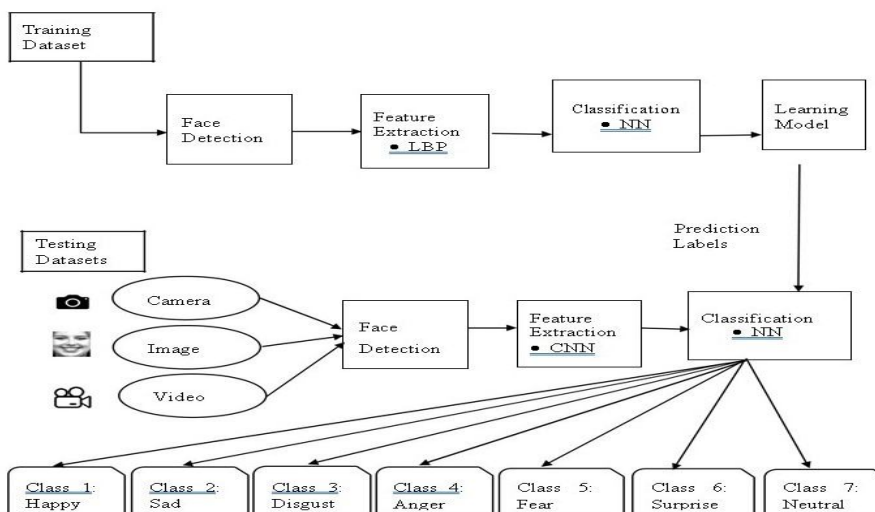 Training
Dataset
Face
Detection
Feature
Extraction
• LBP
Classification
• NN
Learning
Model
Prediction
Labels
Testing
Datasets
Camera
Image
Video
Face
Detection
Feature
Extraction
• CNN
Classification
• NN
Class 1:
Happy
Class 2:
Sad
Class 3:
Disgust
Class 4:
Anger
Class 5:
Fear
Class 6:
Surprise
Class 7:
Neutral